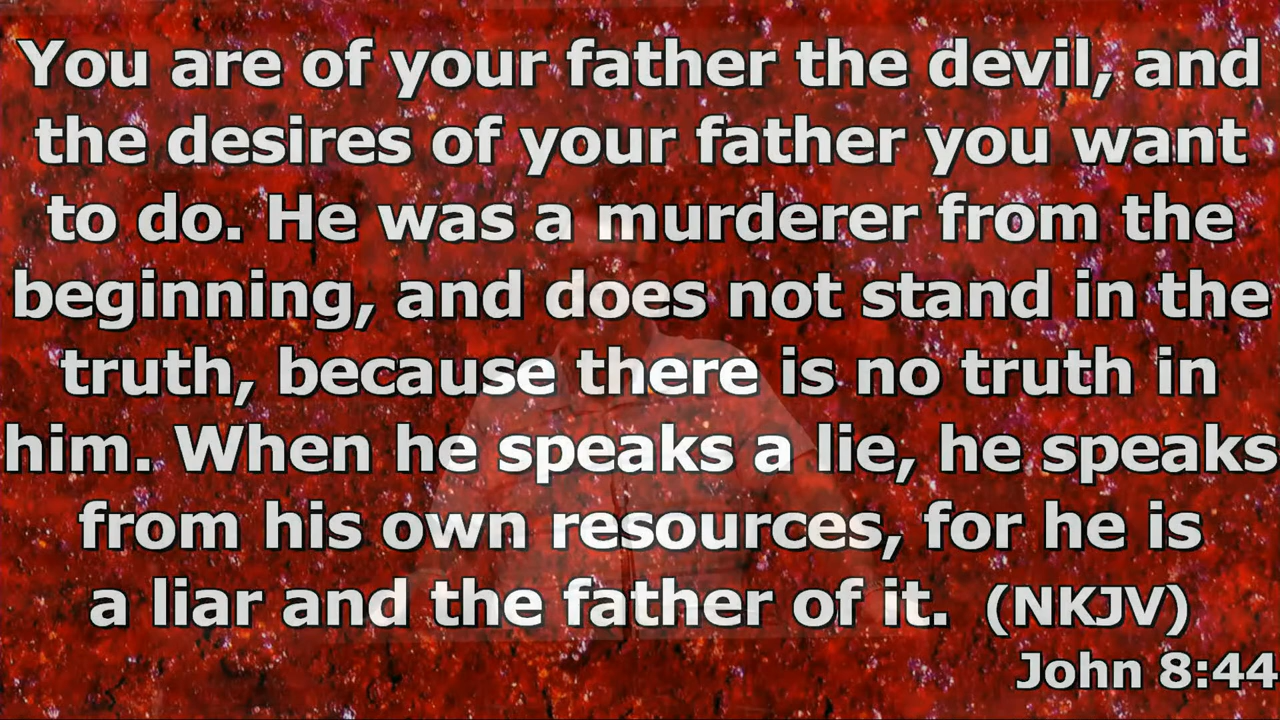 You are of your father the devil, and
the desires of your father you want
to do. He was a murderer from the
beginning, and does not stand in the
truth, because there is no truth in
him. When he speaks a lie, he speaks
from his own resources, for he is
a liar and the father of it. (NKJV)
John 8:44